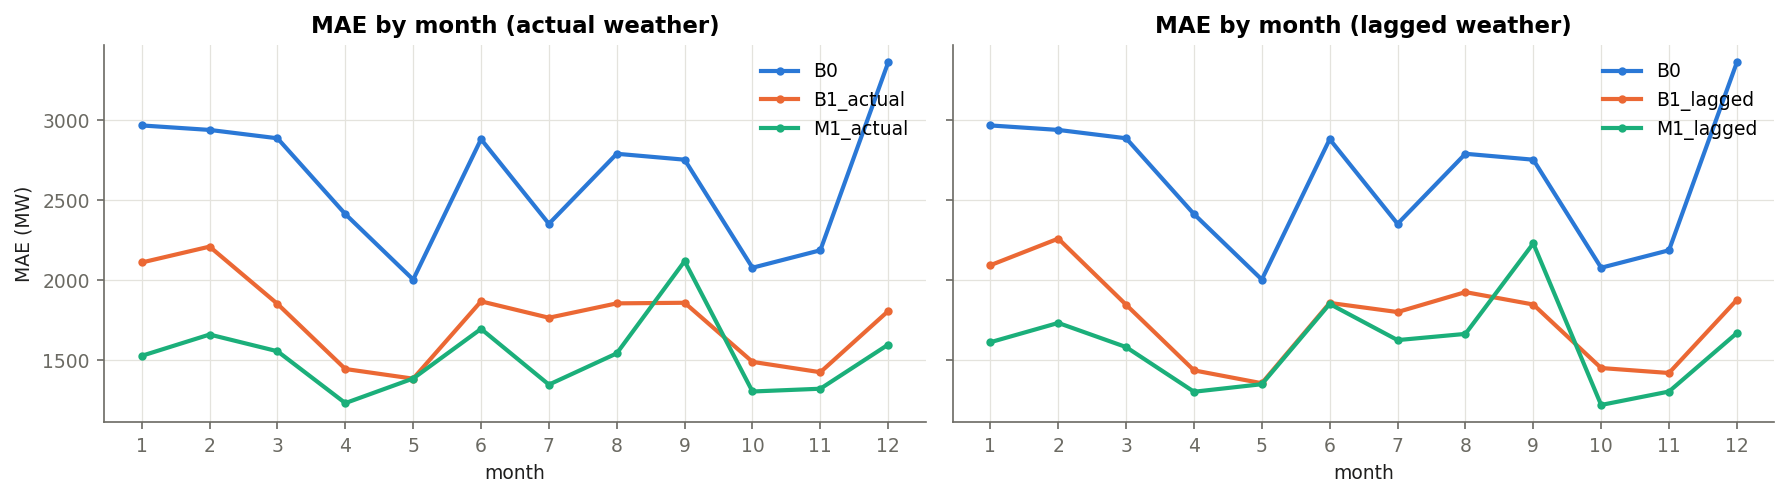 MAE by month (actual weather)
MAE (MW)
3000
2500
2000
1500
B0
B1_actual
M1_actual
1 2 3 4 5 6 7 8 9 10 11 12
month
MAE by month (lagged weather)
B0
B1_lagged
M1_lagged
1 2 3 4 5 6 7 8 9 10 11 12
month